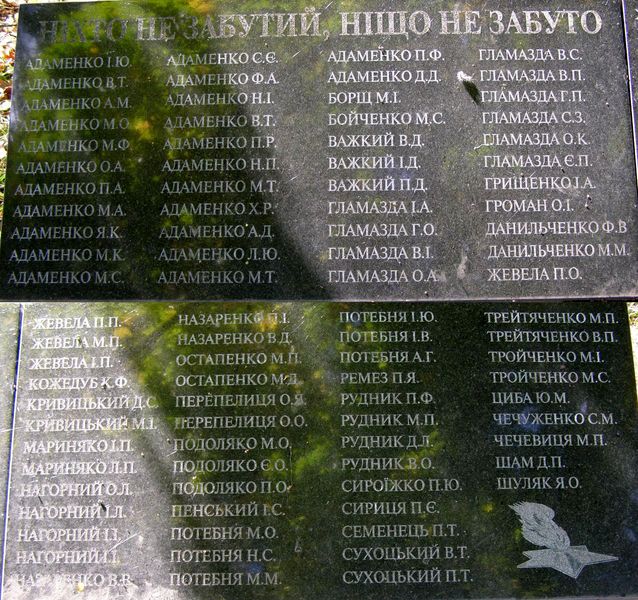 НІХТО НЕ ЗАБУТИЙ, НІЩО НЕ ЗАБУТО
АДАМЕНКО І.Ю.
АДАМЕНКО В.Т.
АДАМЕНКО А.М.
АДАМЕНКО М.О.
АДАМЕНКО М.Ф.
АДАМЕНКО О.А.
АДАМЕНКО П.А.
АДАМЕНКО М.А.
АДАМЕНКО Я.К.
АДАМЕНКО М.К.
АДАМЕНКО М.С.
АДАМЕНКО С.Є.
АДАМЕНКО Ф.А.
АДАМЕНКО Н.І.
АДАМЕНКО В.Т.
АДАМЕНКО П.Р.
АДАМЕНКО Н.П.
АДАМЕНКО М.Т.
АДАМЕНКО Х.Р.
АДАМЕНКО А.Д.
АДАМЕНКО Л.Ю.
АДАМЕНКО М.Т.
АДАМЕНКО П.Ф.
АДАМЕНКО Д.Д.
БОРЩ М.І.
БОЙЧЕНКО М.С.
ВАЖКИЙ В.Д.
ВАЖКИЙ І.Д.
ВАЖКИЙ П.Д.
ГЛАМАЗДА І.А.
ГЛАМАЗДА Г.О.
ГЛАМАЗДА В.І.
ГЛАМАЗДА О.А.
ГЛАМАЗДА В.С.
ГЛАМАЗДА В.П.
ГЛАМАЗДА Г.П.
ГЛАМАЗДА С.З.
ГЛАМАЗДА О.К.
ГЛАМАЗДА Є.П.
ГРИЩЕНКО І.А.
ГРОМАН О.І.
ДАНИЛЬЧЕНКО Ф.В
ДАНИЛЬЧЕНКО М.М.
ЖЕВЕЛА П.О.
ЖЕВЕЛА П.П.
ЖЕВЕЛА М.П.
ЖЕВЕЛА І.П.
КОЖЕДУБ К.Ф.
КРИВИЦЬКИЙ Д.С.
КРИВИЦЬКИЙ М.І.
МАРИНЯКО І.П.
МАРИНЯКО Л.П.
НАГОРНИЙ О.Л.
НАГОРНИЙ І.Л.
НАГОРНИЙ І.І.
НАГОРНИЙ І.І.
НАЗАРЕНКО В.В.
НАЗАРЕНКО П.І.
НАЗАРЕНКО В.Д.
ОСТАПЕНКО М.П.
ОСТАПЕНКО М.Д.
ПЕРЕПЕЛИЦЯ О.Я.
ПЕРЕПЕЛИЦЯ О.О.
ПОДОЛЯКО М.О.
ПОДОЛЯКО Є.О.
ПОДОЛЯКО П.О.
ПЕНСЬКИЙ І.С.
ПОТЕБНЯ М.О.
ПОТЕБНЯ Н.С.
ПОТЕБНЯ М.М.
ПОТЕБНЯ І.Ю.
ПОТЕБНЯ І.В.
ПОТЕБНЯ А.Г.
РЕМЕЗ П.Я.
РУДНИК П.Ф.
РУДНИК М.П.
РУДНИК Д.Л.
РУДНИК В.О.
СИРОЇЖКО П.Ю.
СИРИЦЯ П.Є.
СЕМЕНЕЦЬ П.Т.
СУХОЦЬКИЙ В.Т.
СУХОЦЬКИЙ П.Т.
ТРЕЙТЯЧЕНКО М.П.
ТРЕЙТЯЧЕНКО В.П.
ТРОЙЧЕНКО М.І.
ТРОЙЧЕНКО М.С.
ЦИБА Ю.М.
ЧЕЧУЖЕНКО С.М.
ЧЕЧЕВИЦЯ М.П.
ШАМ Д.П.
ШУЛЯК Я.О.